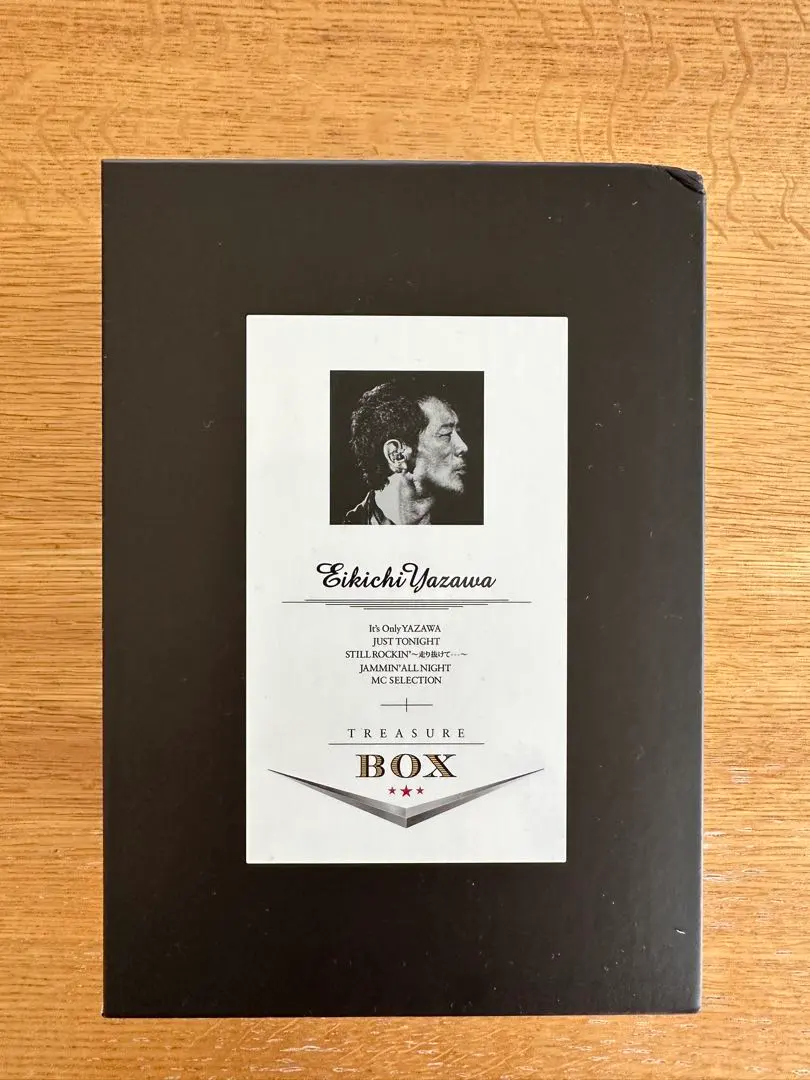 Eikichi Yazawa
It's Only YAZAWA
JUST TONIGHT
STILL ROCKIN'〜走り抜けて・・・〜
JAMMIN' ALL NIGHT
MC SELECTION
TREASURE
BOX